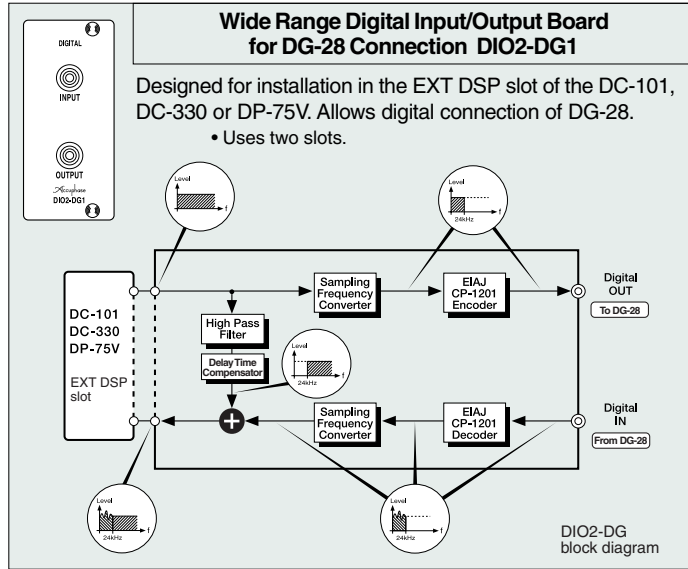 DIGITAL
INPUT
OUTPUT
Accuphase
DIO2-DG1
Wide Range Digital Input/Output Board
for DG-28 Connection DIO2-DG1
Designed for installation in the EXT DSP slot of the DC-101,
DC-330 or DP-75V. Allows digital connection of DG-28.
• Uses two slots.
Level
f
Level
24kHz
f
DC-101
DC-330
DP-75V
EXT DSP
slot
Sampling
Frequency
Converter
EIAJ
CP-1201
Encoder
Digital
OUT
To DG-28
High Pass
Filter
Delay Time
Compensator
Level
24kHz
f
+
Sampling
Frequency
Converter
EIAJ
CP-1201
Decoder
Digital
IN
From DG-28
Level
24kHz
f
Level
24kHz
f
DIO2-DG
block diagram